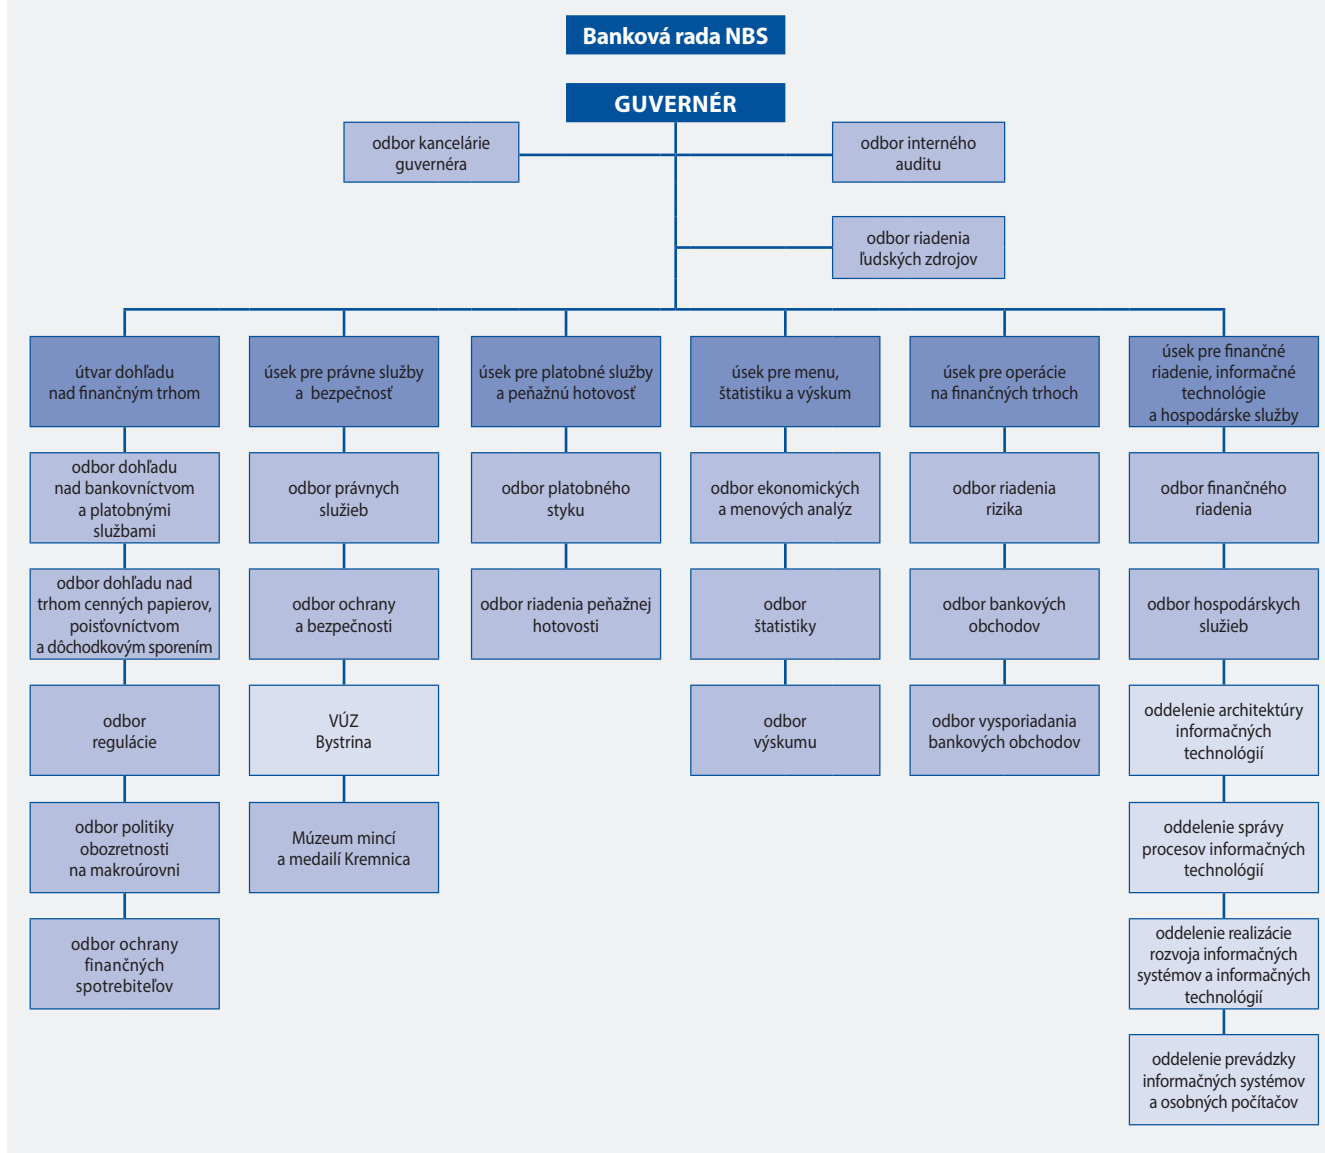 Banková rada NBS
GUVERNÉR
odbor kancelárie
guvernéra
odbor interného
auditu
odbor riadenia
ľudských zdrojov
útvar dohľadu
nad finančným trhom
odbor dohľadu
nad bankovníctvom
a platobnými
službami
odbor dohľadu nad
trhom cenných papierov,
poisťovníctvom
a dôchodkovým sporením
odbor
regulácie
odbor politiky
obozretnosti
na makroúrovni
odbor ochrany
finančných
spotrebiteľov
úsek pre právne služby
a bezpečnosť
odbor právnych
služieb
odbor ochrany
a bezpečnosti
VÚZ
Bystrina
Múzeum mincí
a medailí Kremnica
úsek pre platobné služby
a peňažnú hotovosť
odbor platobného
styku
odbor riadenia peňažnej
hotovosti
úsek pre menu,
štatistiku a výskum
odbor ekonomických
a menových analýz
odbor
štatistiky
odbor
výskumu
úsek pre operácie
na finančných trhoch
odbor riadenia
rizika
odbor bankových
obchodov
odbor vysporiadania
bankových obchodov
úsek pre finančné
riadenie, informačné
technológie
a hospodárske služby
odbor finančného
riadenia
odbor hospodárskych
služieb
oddelenie architektúry
informačných
technológií
oddelenie správy
procesov informačných
technológií
oddelenie realizácie
rozvoja informačných
systémov a informačných
technológií
oddelenie prevádzky
informačných systémov
a osobných počítačov